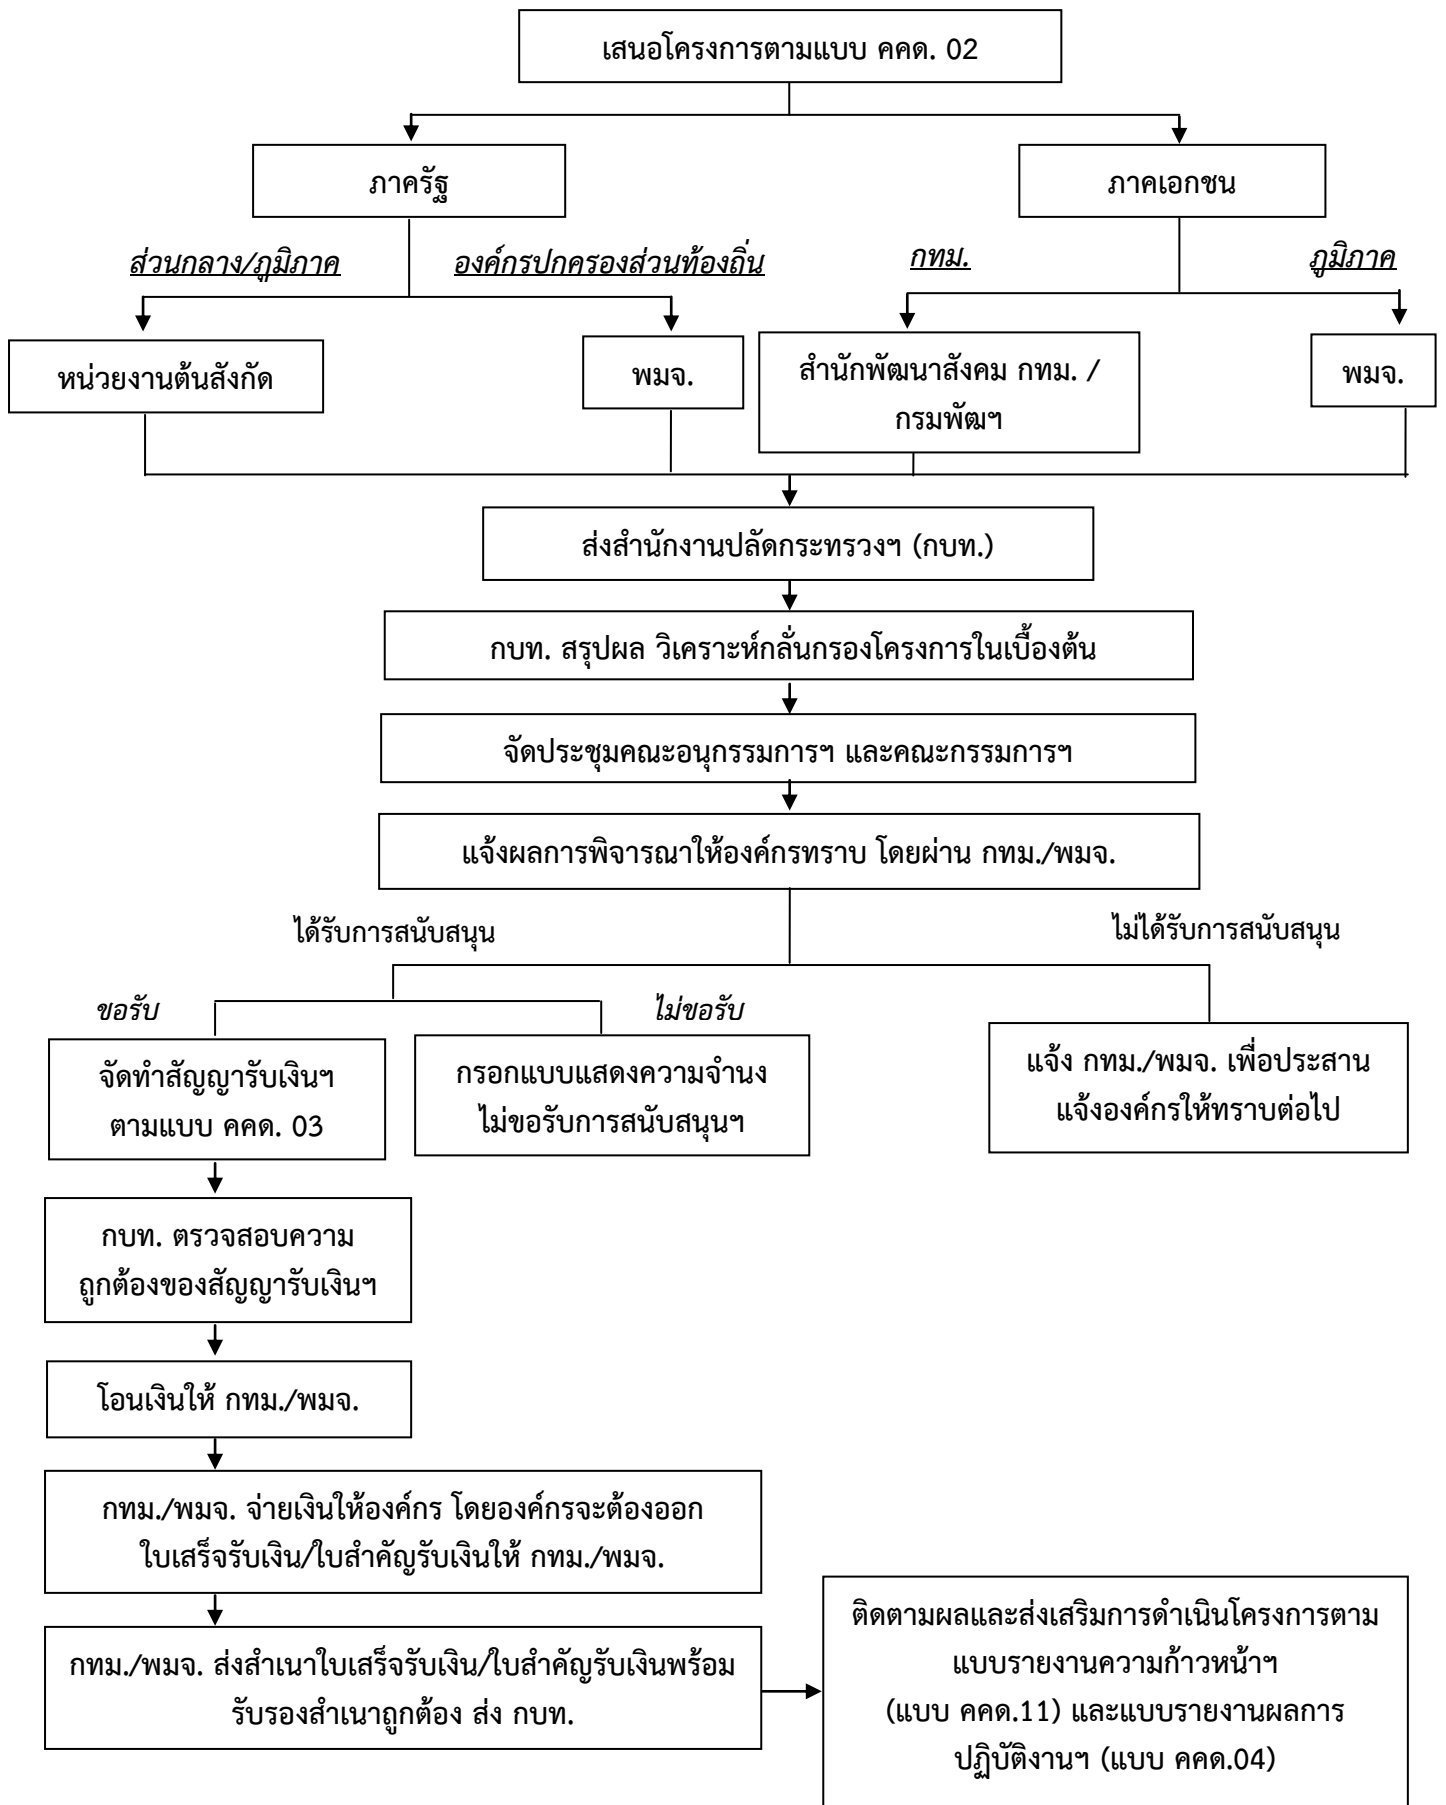 เสนอโครงการตามแบบ คคด. 02
ภาครัฐ
ภาคเอกชน
ส่วนกลาง/ภูมิภาค
องค์กรปกครองส่วนท้องถิ่น
กทม.
ภูมิภาค
หน่วยงานต้นสังกัด
พมจ.
สำนักพัฒนาสังคม กทม. /
กรมพัฒฯ
พมจ.
ส่งสำนักงานปลัดกระทรวงฯ (กบท.)
กบท. สรุปผล วิเคราะห์กลั่นกรองโครงการในเบื้องต้น
จัดประชุมคณะอนุกรรมการฯ และคณะกรรมการฯ
แจ้งผลการพิจารณาให้องค์กรทราบ โดยผ่าน กทม./พมจ.
ได้รับการสนับสนุน
ไม่ได้รับการสนับสนุน
ขอรับ
ไม่ขอรับ
จัดทำสัญญารับเงินฯ
ตามแบบ คคด. 03
กรอกแบบแสดงความจำนง
ไม่ขอรับการสนับสนุนฯ
แจ้ง กทม./พมจ. เพื่อประสาน
แจ้งองค์กรให้ทราบต่อไป
กบท. ตรวจสอบความ
ถูกต้องของสัญญารับเงินฯ
โอนเงินให้ กทม./พมจ.
กทม./พมจ. จ่ายเงินให้องค์กร โดยองค์กรจะต้องออก
ใบเสร็จรับเงิน/ใบสำคัญรับเงินให้ กทม./พมจ.
กทม./พมจ. ส่งสำเนาใบเสร็จรับเงิน/ใบสำคัญรับเงินพร้อม
รับรองสำเนาถูกต้อง ส่ง กบท.
ติดตามผลและส่งเสริมการดำเนินโครงการตาม
แบบรายงานความก้าวหน้าฯ
(แบบ คคด.11) และแบบรายงานผลการ
ปฏิบัติงานฯ (แบบ คคด.04)